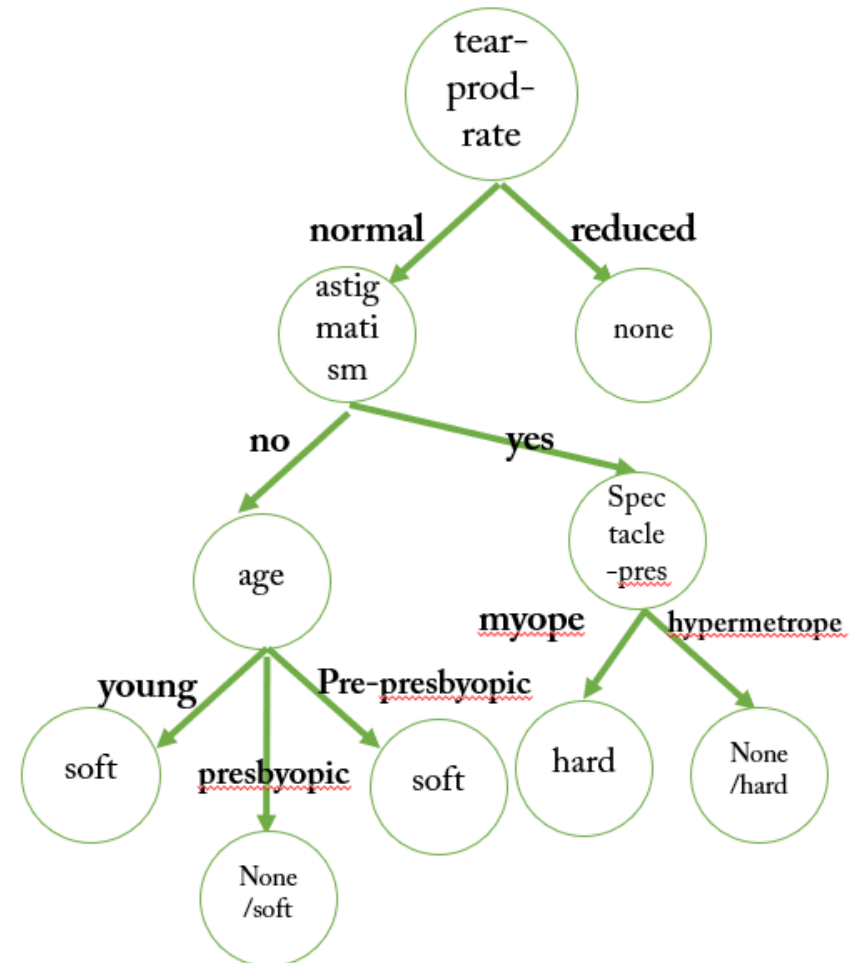 tear-
prod-
rate
normal
reduced
astig
mati
sm
none
no
yes
Spec
tacle
-pres
age
myope
hypermetrope
young
Pre-presbyopic
soft
presbyopic
soft
hard
None
/hard
None
/soft